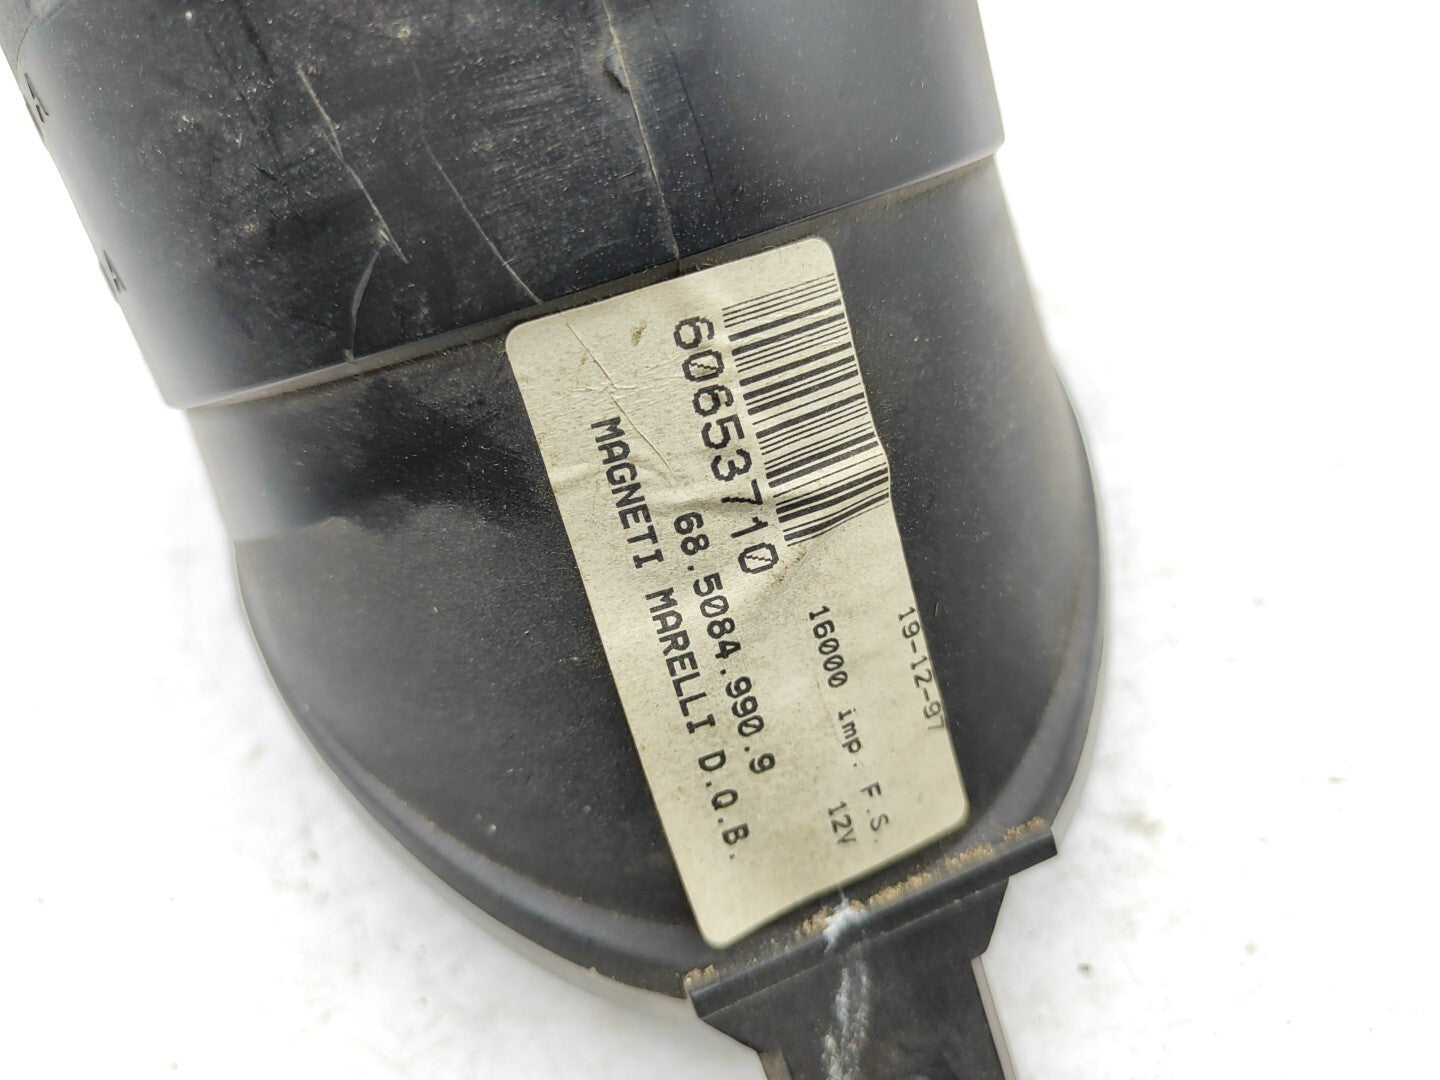 60653710
68.5084.990.9
MAGNETI MARELLI D.Q.B.
19-12-97
16000 imp. F.S.
12V